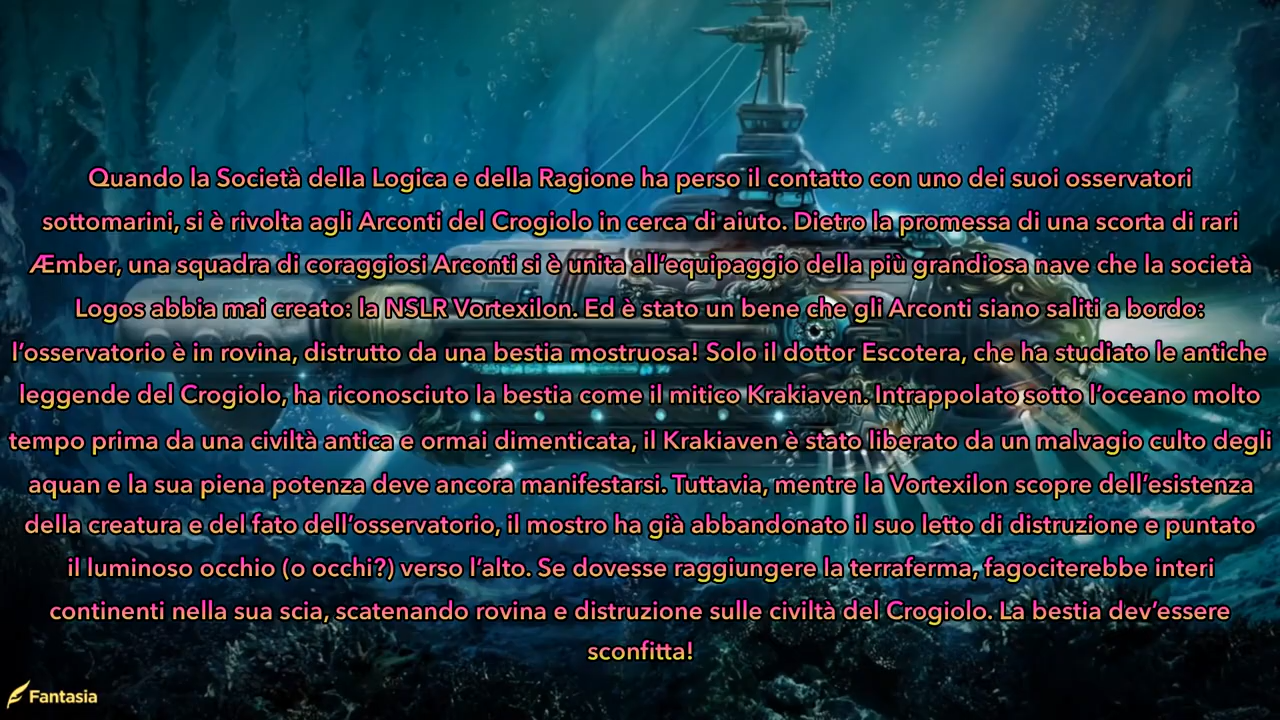 Quando la Società della Logica e della Ragione ha perso il contatto con uno dei suoi osservatori
sottomarini, si è rivolta agli Arconti del Crogiolo in cerca di aiuto. Dietro la promessa di una scorta di rari
Æmber, una squadra di coraggiosi Arconti si è unita all’equipaggio della più grandiosa nave che la società
Logos abbia mai creato: la NSLR Vortexilon. Ed è stato un bene che gli Arconti siano saliti a bordo:
l’osservatorio è in rovina, distrutto da una bestia mostruosa! Solo il dottor Escotera, che ha studiato le antiche
leggende del Crogiolo, ha riconosciuto la bestia come il mitico Krakiaven. Intrappolato sotto l’oceano molto
tempo prima da una civiltà antica e ormai dimenticata, il Krakiaven è stato liberato da un malvagio culto degli
aquan e la sua piena potenza deve ancora manifestarsi. Tuttavia, mentre la Vortexilon scopre dell’esistenza
della creatura e del fato dell’osservatorio, il mostro ha già abbandonato il suo letto di distruzione e puntato
il luminoso occhio (o occhi?) verso l’alto. Se dovesse raggiungere la terraferma, fagociterebbe interi
continenti nella sua scia, scatenando rovina e distruzione sulle civiltà del Crogiolo. La bestia dev’essere
sconfitta!
Fantasia